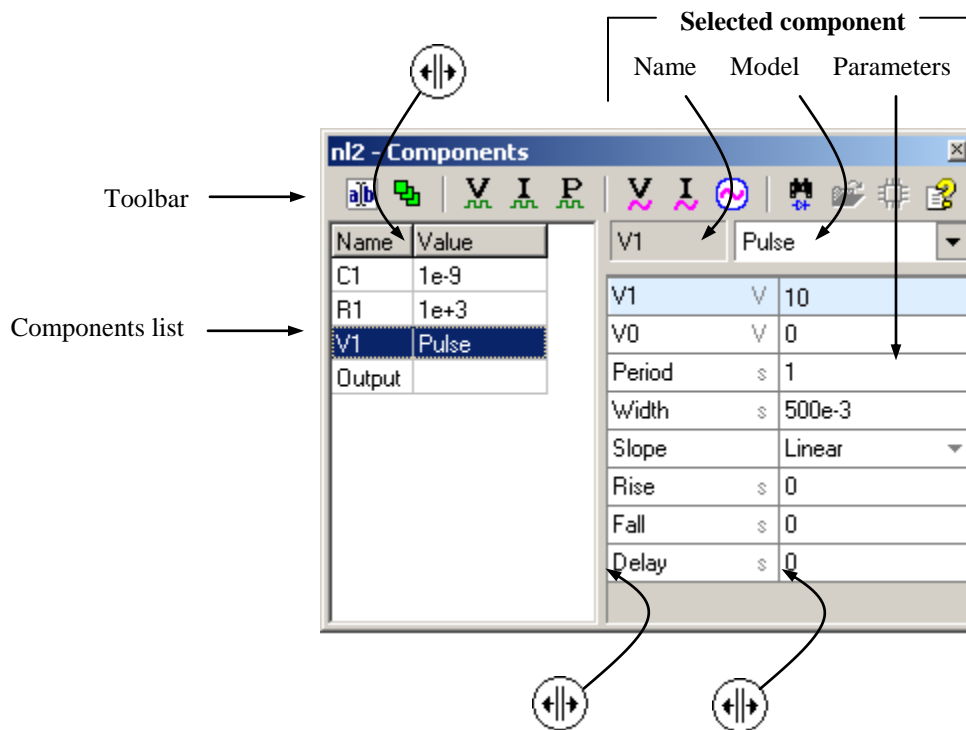 Selected component
Name Model Parameters
nl2 - Components
Toolbar
a b V I P V I
Name Value V1 Pulse
C1 1e-9
R1 1e+3
V1 Pulse
Output
V1 V 10
V0 V 0
Period s 1
Width s 500e-3
Slope Linear
Rise s 0
Fall s 0
Delay s 0
Components list